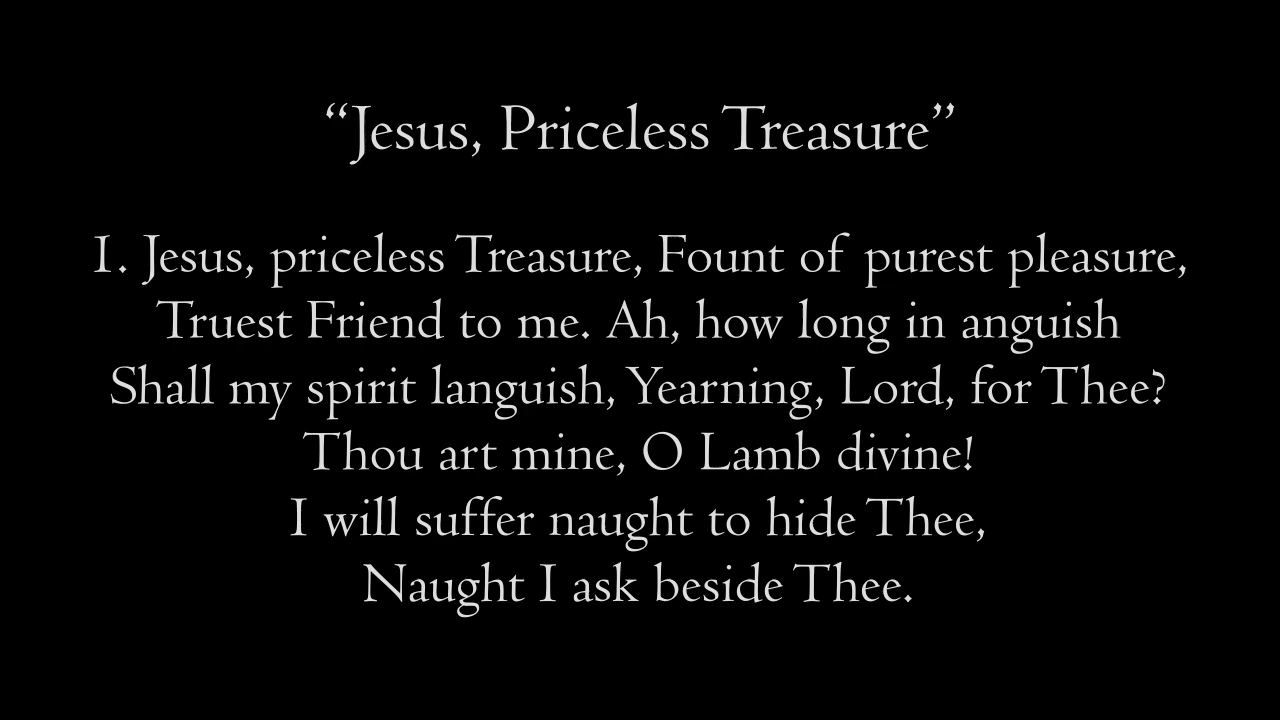 “Jesus, Priceless Treasure”
1. Jesus, priceless Treasure, Fount of purest pleasure,
Truest Friend to me. Ah, how long in anguish
Shall my spirit languish, Yearning, Lord, for Thee?
Thou art mine, O Lamb divine!
I will suffer naught to hide Thee,
Naught I ask beside Thee.